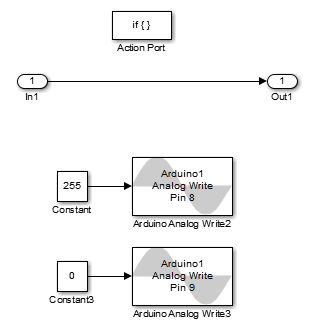 if { }
Action Port
1
In1
1
Out1
255
Constant
Arduino1
Analog Write
Pin 8
Arduino Analog Write2
0
Constant3
Arduino1
Analog Write
Pin 9
Arduino Analog Write3